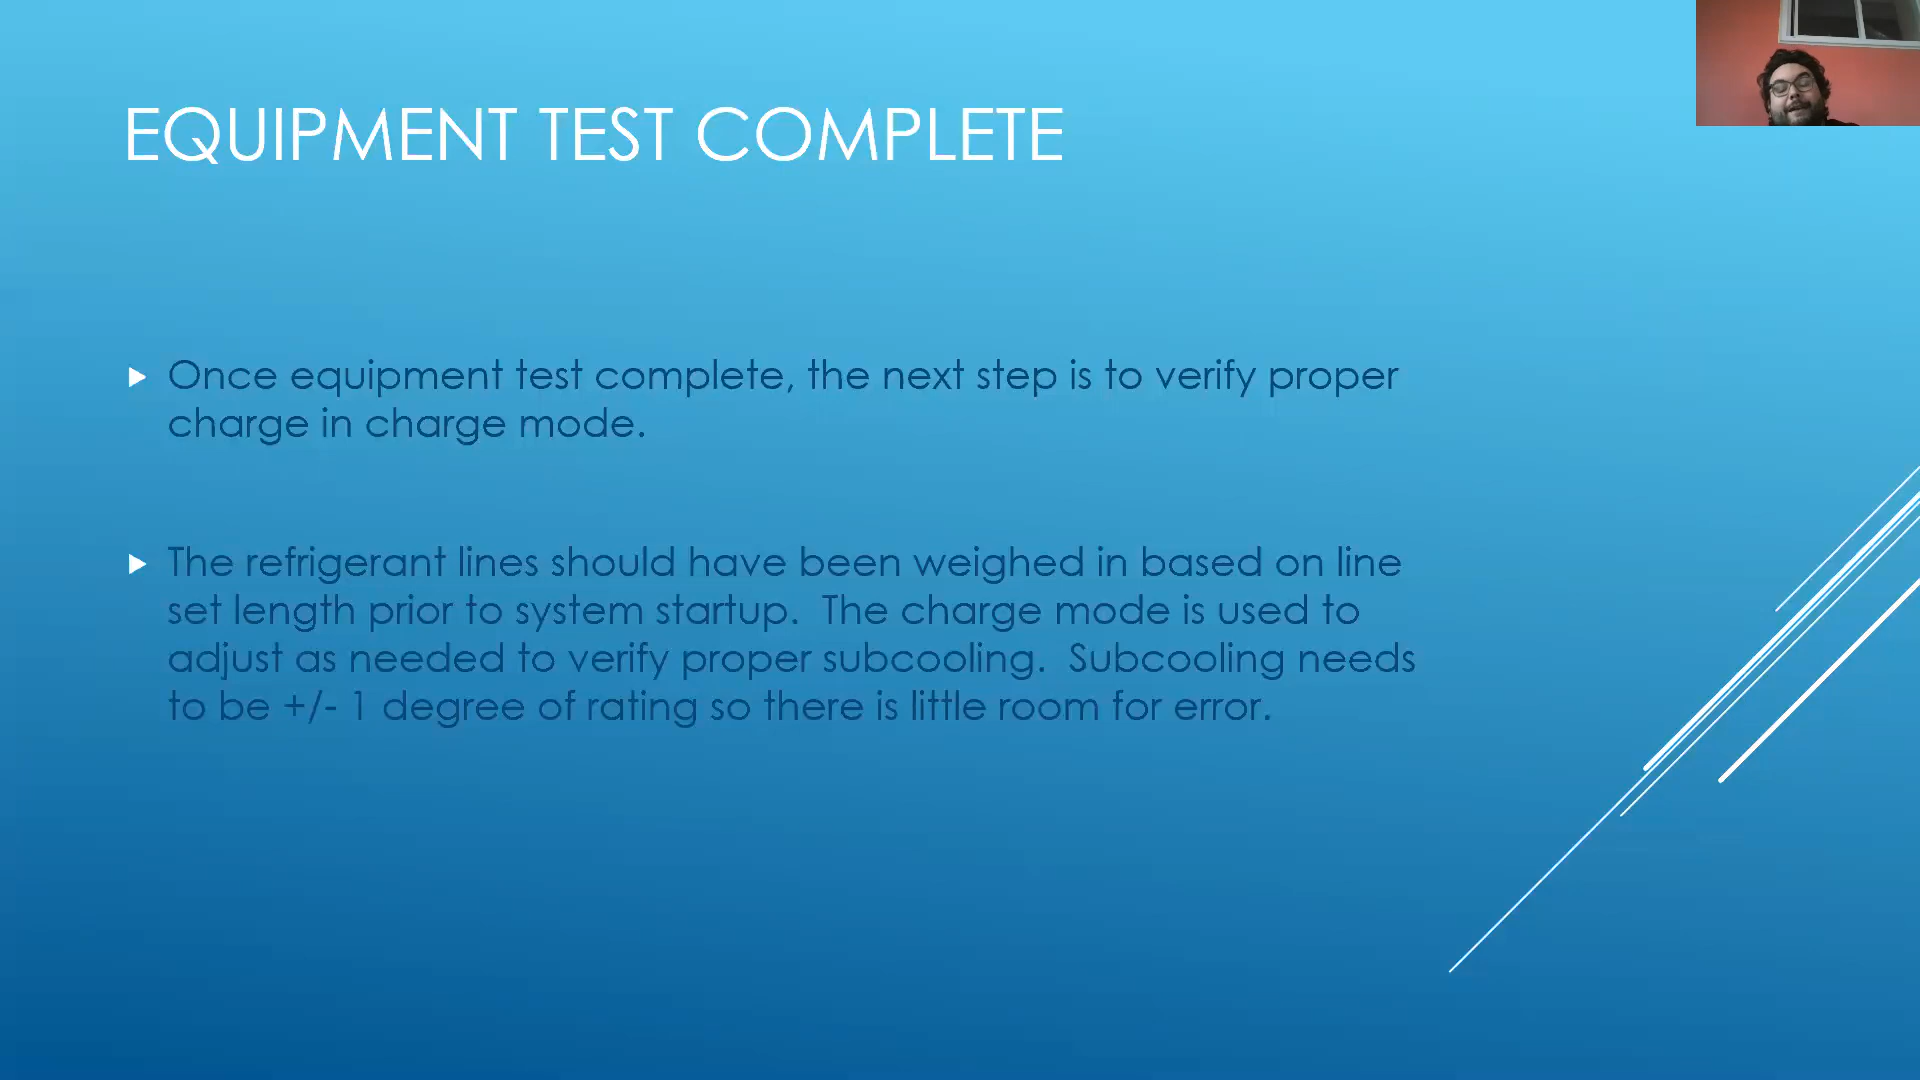 EQUIPMENT TEST COMPLETE
Once equipment test complete, the next step is to verify proper
charge in charge mode.
The refrigerant lines should have been weighed in based on line
set length prior to system startup.  The charge mode is used to
adjust as needed to verify proper subcooling.  Subcooling needs
to be +/- 1 degree of rating so there is little room for error.